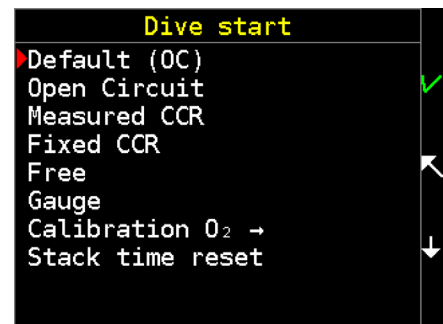 Dive start
Default (OC)
Open Circuit
Measured CCR
Fixed CCR
Free
Gauge
Calibration O₂ →
Stack time reset